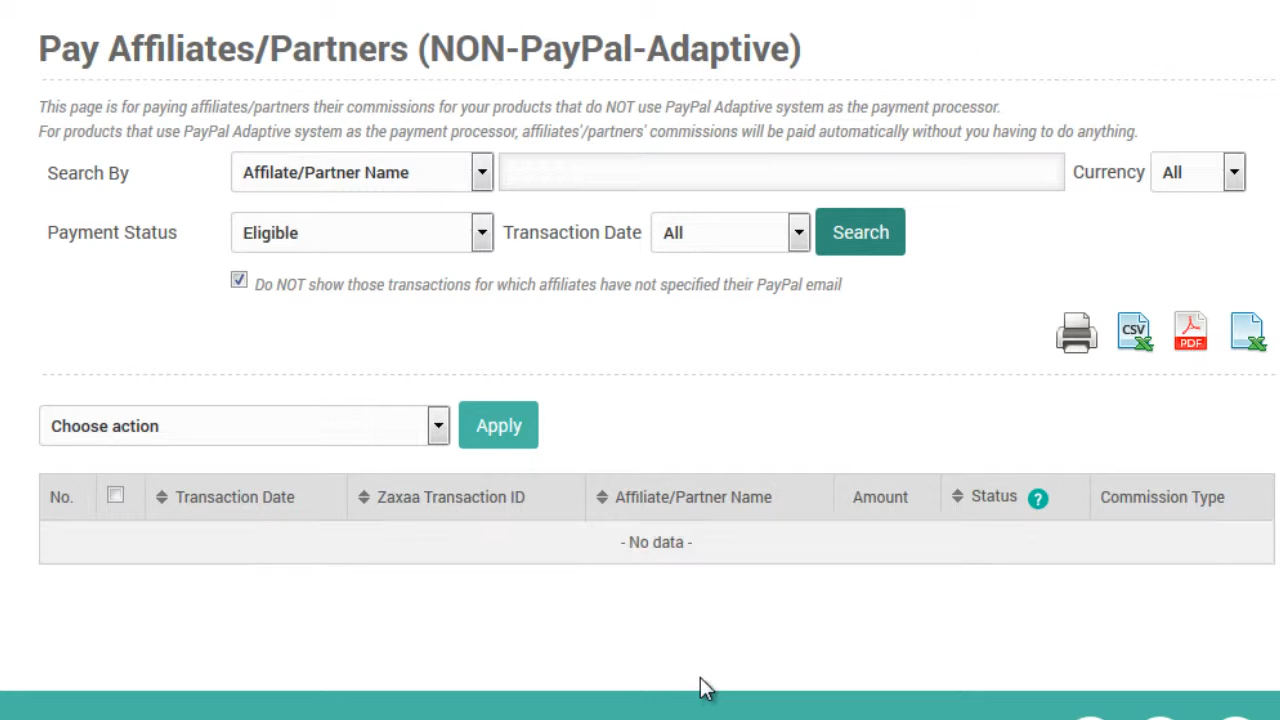 Pay Affiliates/Partners (NON-PayPal-Adaptive)
This page is for paying affiliates/partners their commissions for your products that do NOT use PayPal Adaptive system as the payment processor.
For products that use PayPal Adaptive system as the payment processor, affiliates'/partners' commissions will be paid automatically without you having to do anything.
Search By Affilate/Partner Name Currency All
Payment Status Eligible Transaction Date All Search
Do NOT show those transactions for which affiliates have not specified their PayPal email
CSV PDF
Choose action Apply
No. Transaction Date Zaxaa Transaction ID Affiliate/Partner Name Amount Status ? Commission Type
- No data -